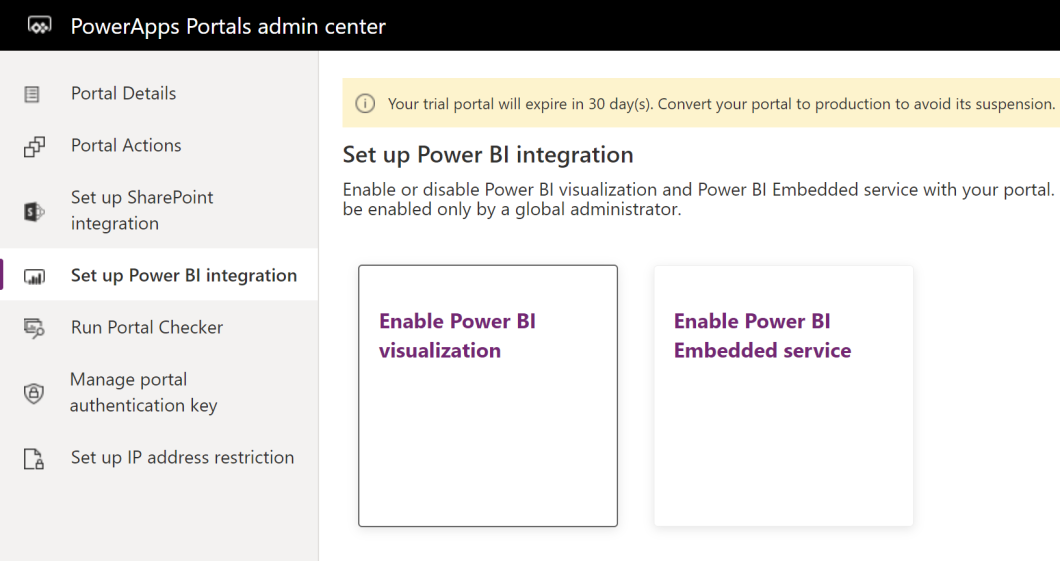 PowerApps Portals admin center
Portal Details
Portal Actions
Set up SharePoint
integration
Set up Power BI integration
Run Portal Checker
Manage portal
authentication key
Set up IP address restriction
Your trial portal will expire in 30 day(s). Convert your portal to production to avoid its suspension.
Set up Power BI integration
Enable or disable Power BI visualization and Power BI Embedded service with your portal.
be enabled only by a global administrator.
Enable Power BI
visualization
Enable Power BI
Embedded service